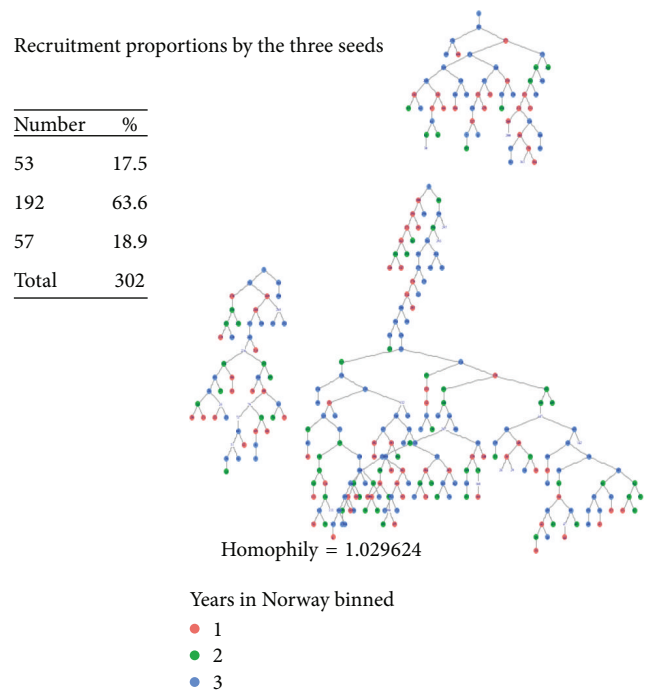 Recruitment proportions by the three seeds
Number %
53 17.5
192 63.6
57 18.9
Total 302
Homophily = 1.029624
Years in Norway binned
1
2
3